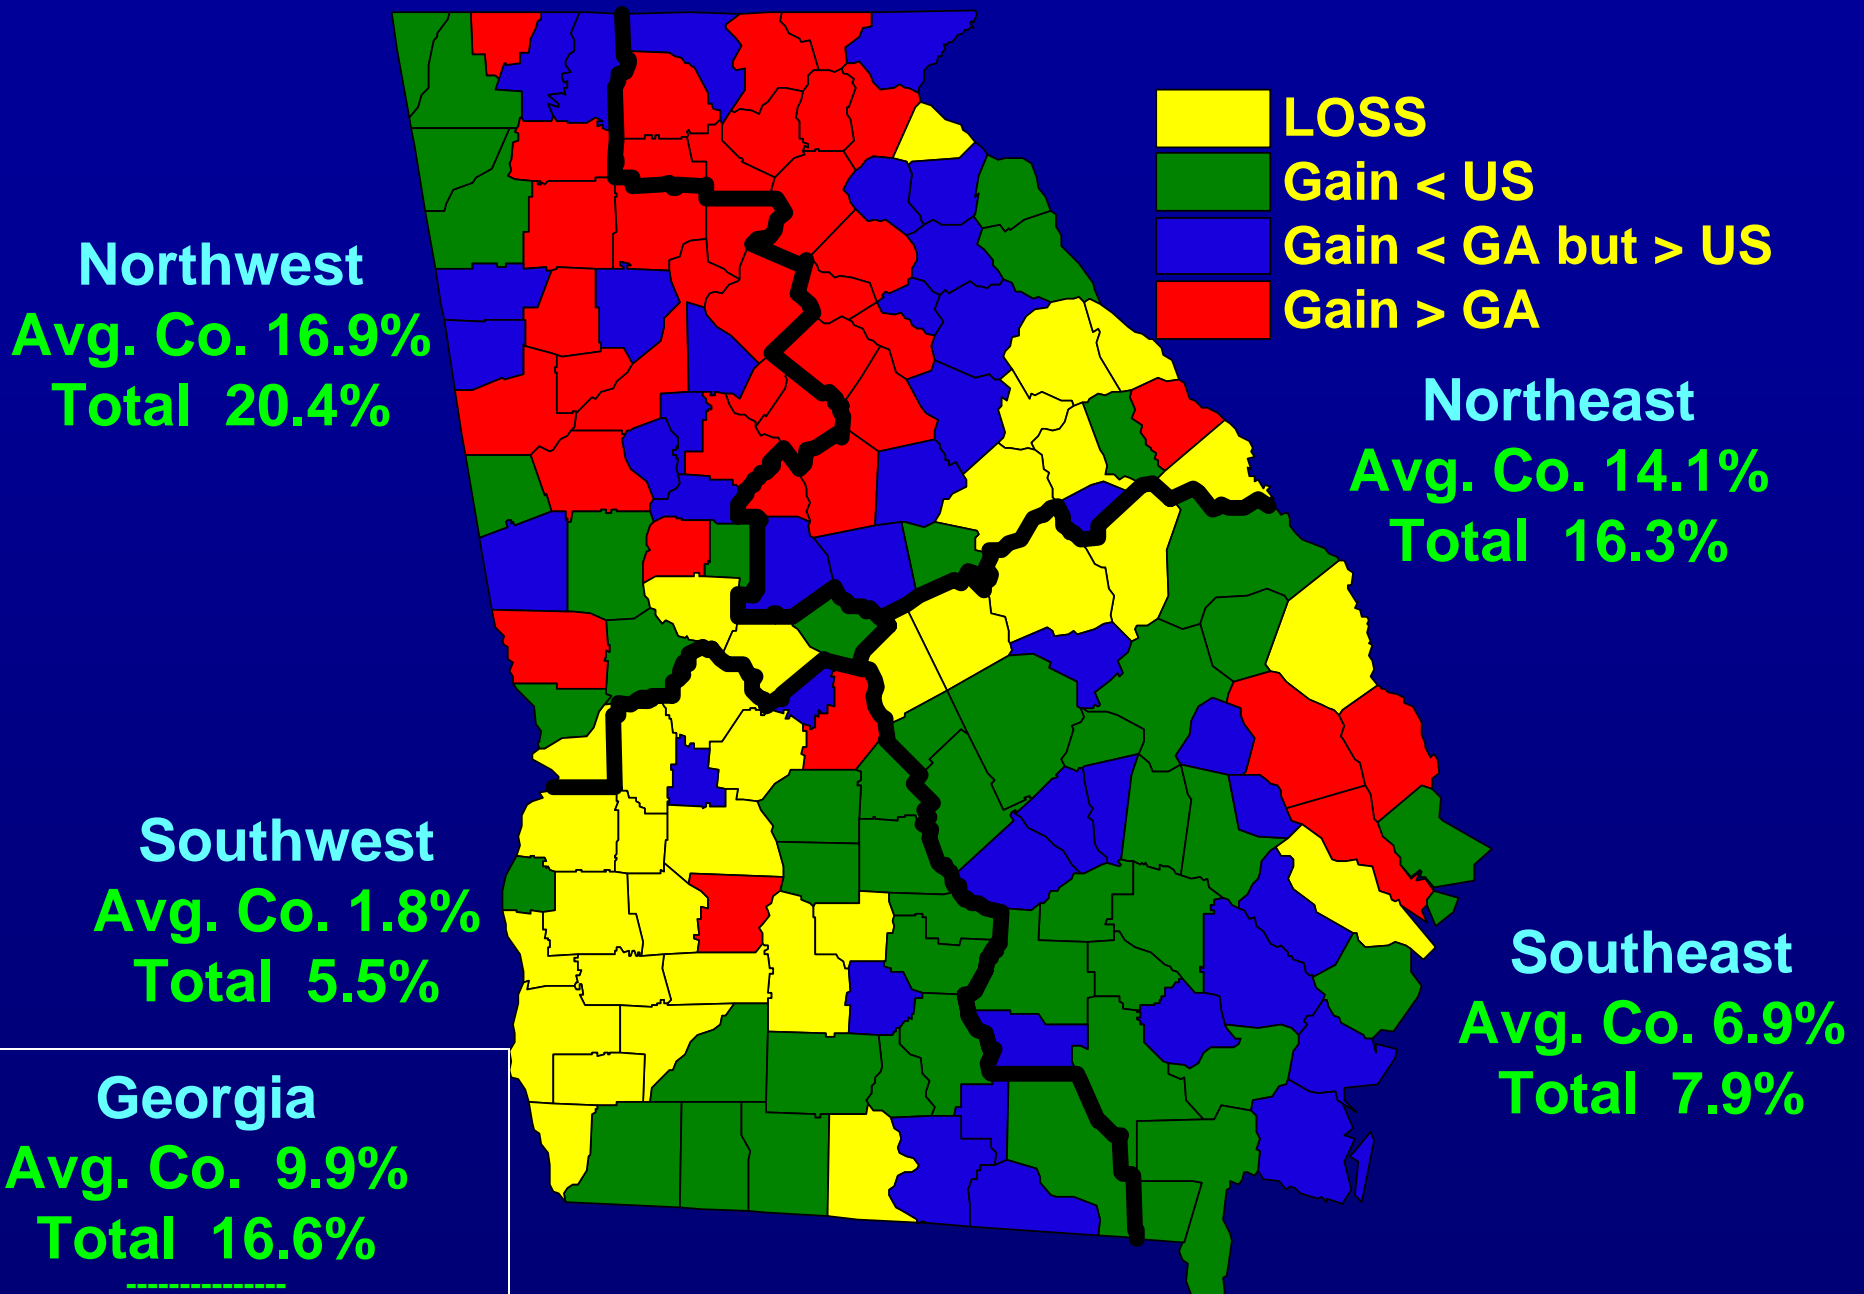 LOSS
Gain < US
Gain < GA but > US
Gain > GA
Northwest
Avg. Co. 16.9%
Total 20.4%
Northeast
Avg. Co. 14.1%
Total 16.3%
Southwest
Avg. Co. 1.8%
Total 5.5%
Southeast
Avg. Co. 6.9%
Total 7.9%
Georgia
Avg. Co. 9.9%
Total 16.6%
---------------